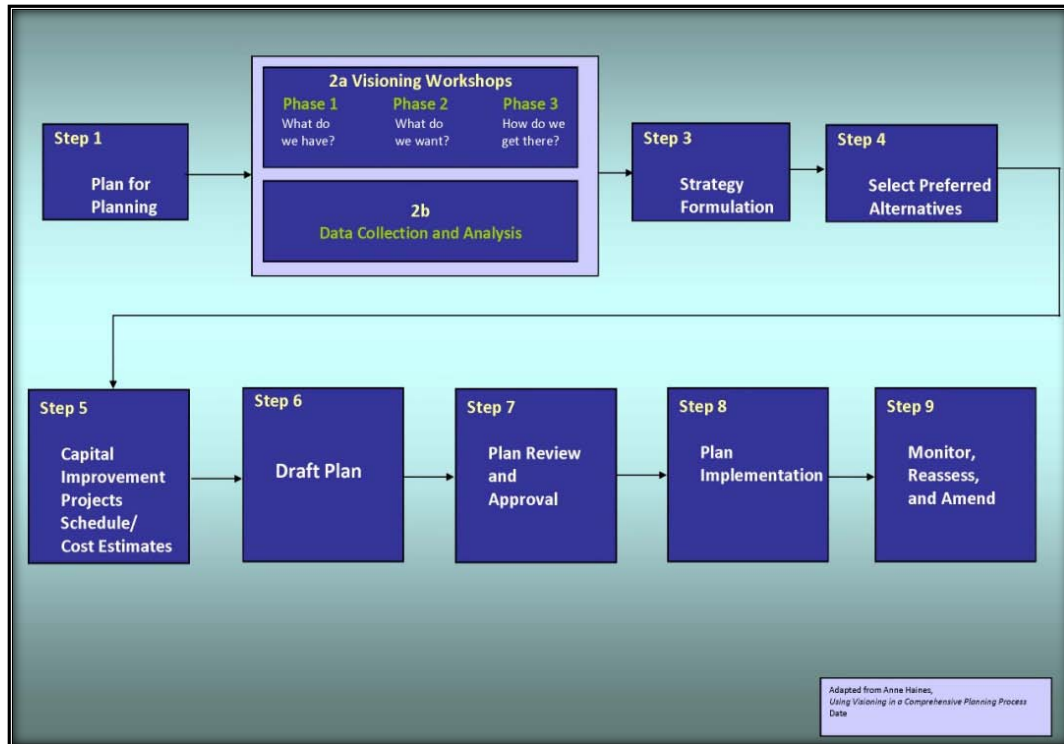 Step 1
Plan for
Planning
2a Visioning Workshops
Phase 1
What do
we have?
Phase 2
What do
we want?
Phase 3
How do we
get there?
2b
Data Collection and Analysis
Step 3
Strategy
Formulation
Step 4
Select Preferred
Alternatives
Step 5
Capital
Improvement
Projects
Schedule/
Cost Estimates
Step 6
Draft Plan
Step 7
Plan Review
and
Approval
Step 8
Plan
Implementation
Step 9
Monitor,
Reassess,
and Amend
Adapted from Anne Haines,
Using Visioning in a Comprehensive Planning Process
Date